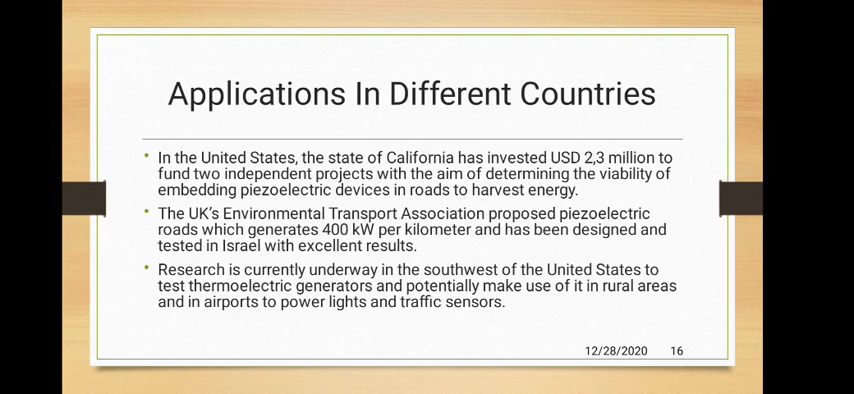 Applications In Different Countries
• In the United States, the state of California has invested USD 2,3 million to
fund two independent projects with the aim of determining the viability of
embedding piezoelectric devices in roads to harvest energy.
• The UK's Environmental Transport Association proposed piezoelectric
roads which generates 400 kW per kilometer and has been designed and
tested in Israel with excellent results.
• Research is currently underway in the southwest of the United States to
test thermoelectric generators and potentially make use of it in rural areas
and in airports to power lights and traffic sensors.
12/28/2020 16